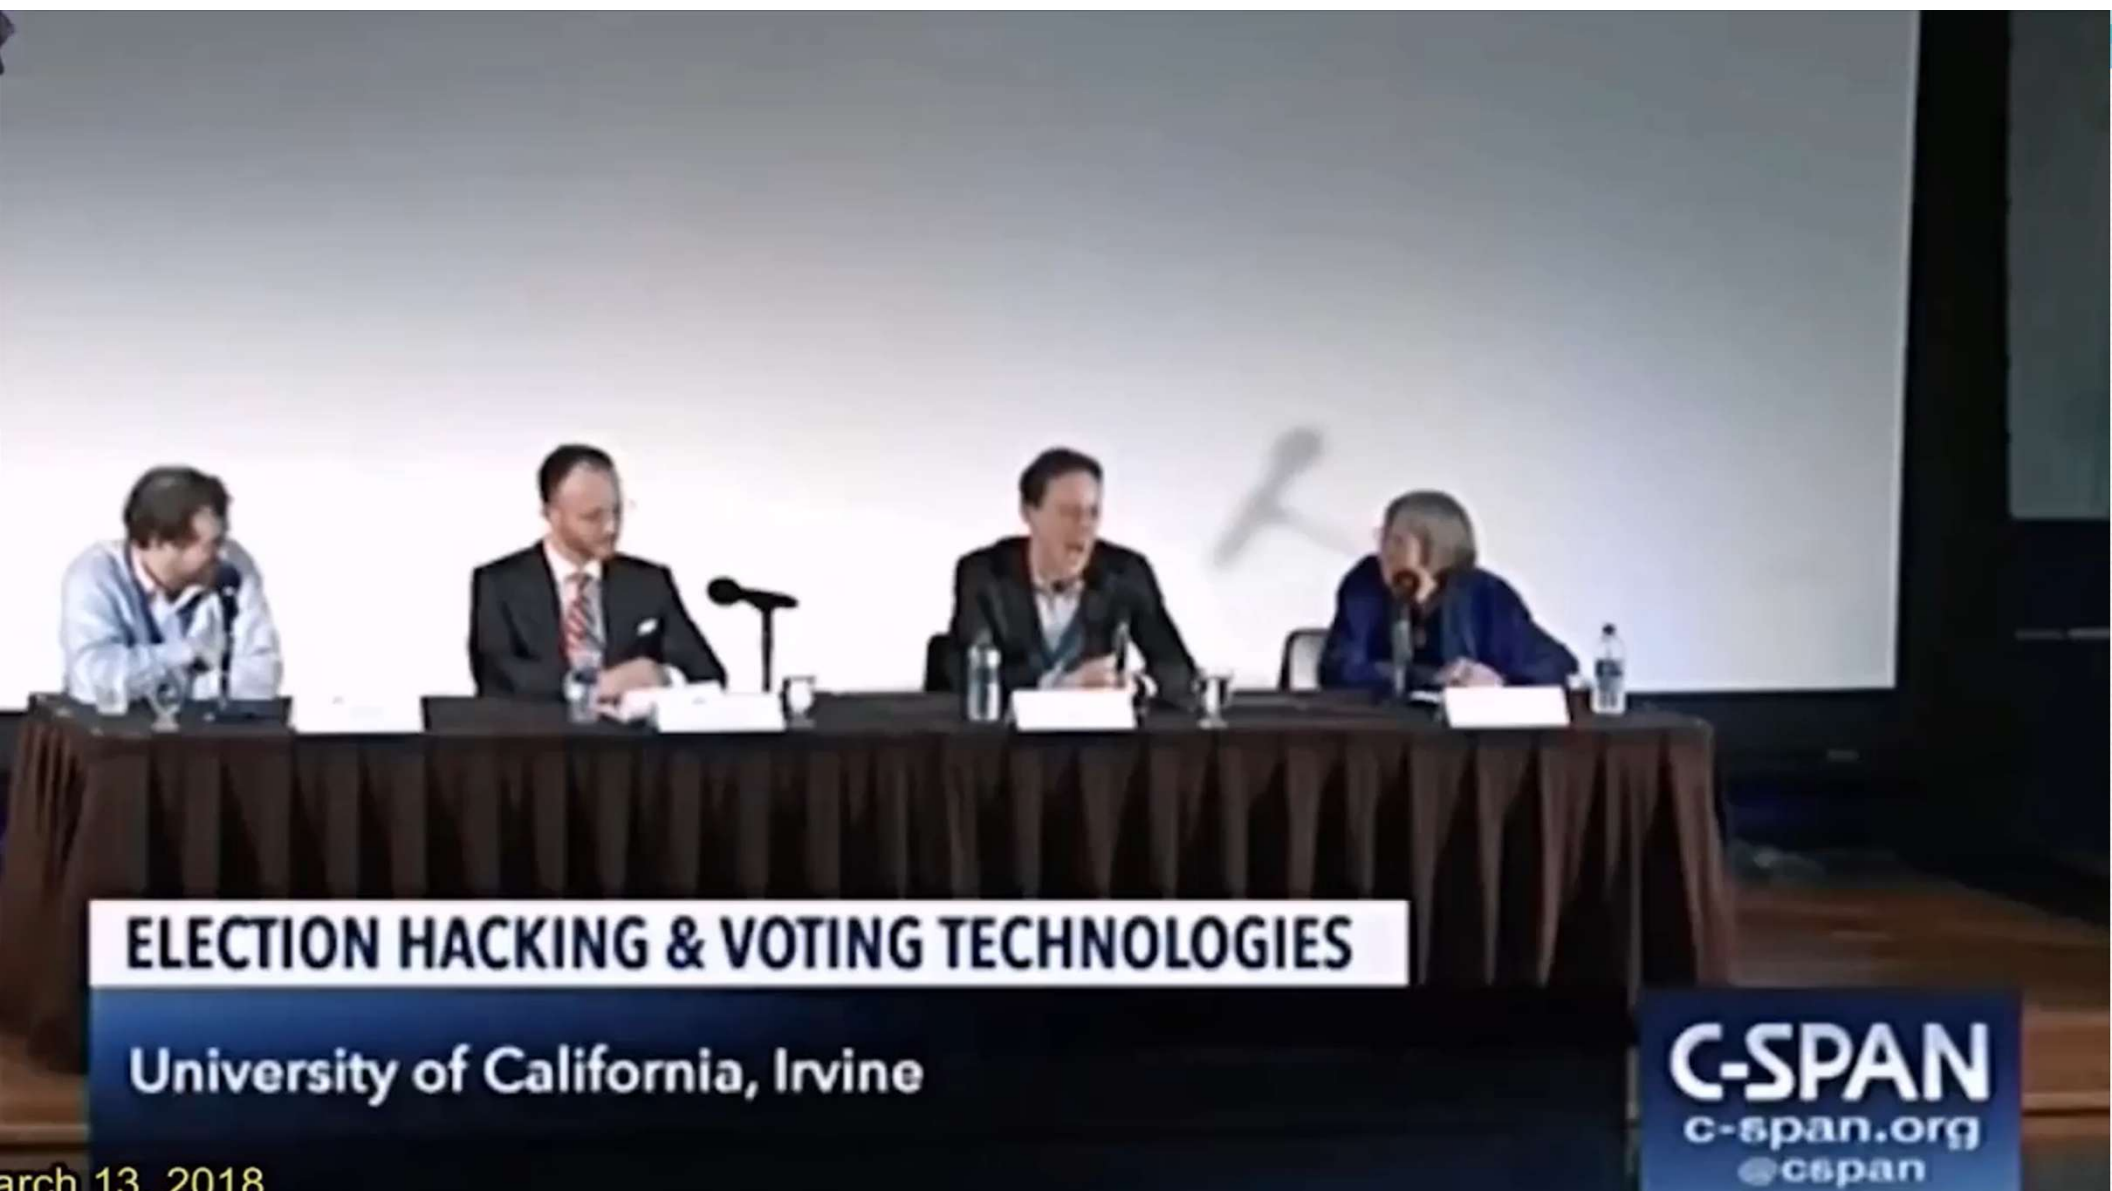 ELECTION HACKING & VOTING TECHNOLOGIES
University of California, Irvine
C-SPAN
c-span.org
@cspan
arch 13, 2018